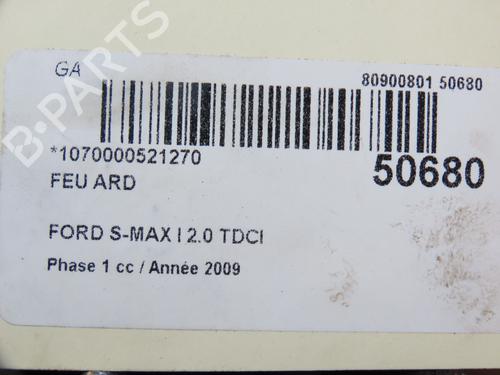 GA
80900801 50680
*1070000521270
50680
FEU ARD
FORD S-MAX I 2.0 TDCI
Phase 1 cc / Année 2009
B-PARTS